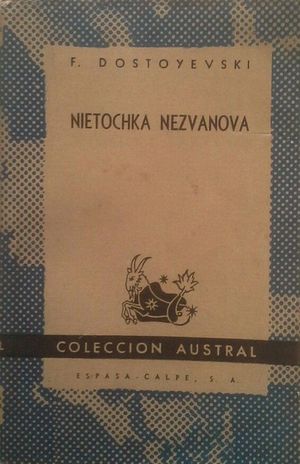 F. DOSTOYEVSKI
NIETOCHKA NEZVANOVA
L COLECCION AUSTRAL
ESPASA-CALPE, S. A.